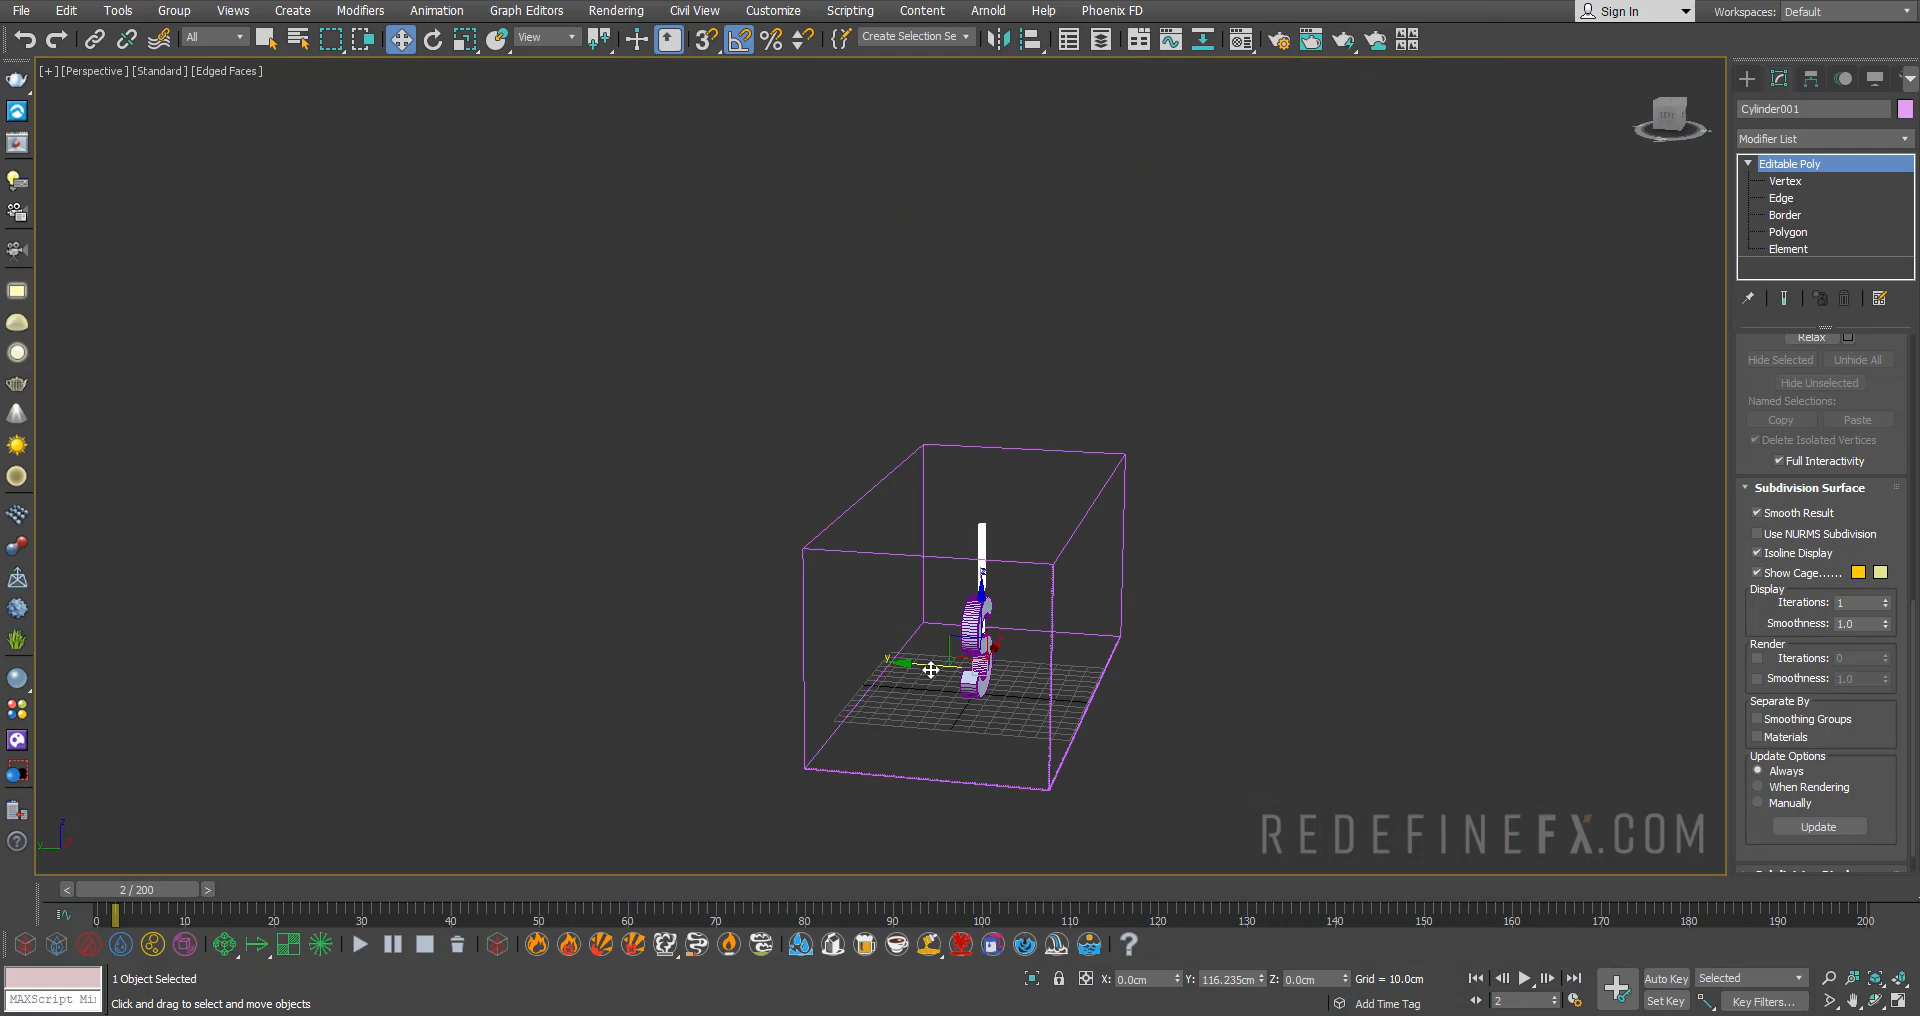 File Edit Tools Group Views Create Modifiers Animation Graph Editors Rendering Civil View Customize Scripting Content Arnold Help Phoenix FD Sign In Workspaces: Default
All View Create Selection Se
[+] [Perspective ] [Standard ] [Edged Faces ]
Cylinder001
Modifier List
Editable Poly
Vertex
Edge
Border
Polygon
Element
Relax
Hide Selected Unhide All
Hide Unselected
Named Selections:
Copy Paste
Delete Isolated Vertices
Full Interactivity
Subdivision Surface
Smooth Result
Use NURMS Subdivision
Isoline Display
Show Cage......
Display
Iterations: 1
Smoothness: 1.0
Render
Iterations: 0
Smoothness: 1.0
Separate By
Smoothing Groups
Materials
Update Options
Always
When Rendering
Manually
Update
y
z
REDEFINEFX.COM
< 2 / 200 >
0 10 20 30 40 50 60 70 80 90 100 110 120 130 140 150 160 170 180 190 200
1 Object Selected X: 0.0cm Y: 116.235cm Z: 0.0cm Grid = 10.0cm Auto Key Selected
MAXScript Mi Click and drag to select and move objects Add Time Tag 2 Set Key Key Filters...